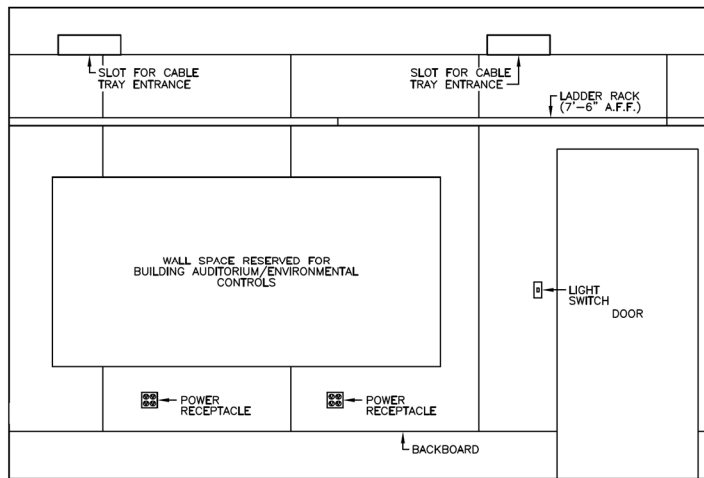 SLOT FOR CABLE
TRAY ENTRANCE
SLOT FOR CABLE
TRAY ENTRANCE
LADDER RACK
(7'-6" A.F.F.)
WALL SPACE RESERVED FOR
BUILDING AUDITORIUM/ENVIRONMENTAL
CONTROLS
LIGHT
SWITCH
DOOR
POWER
RECEPTACLE
POWER
RECEPTACLE
BACKBOARD